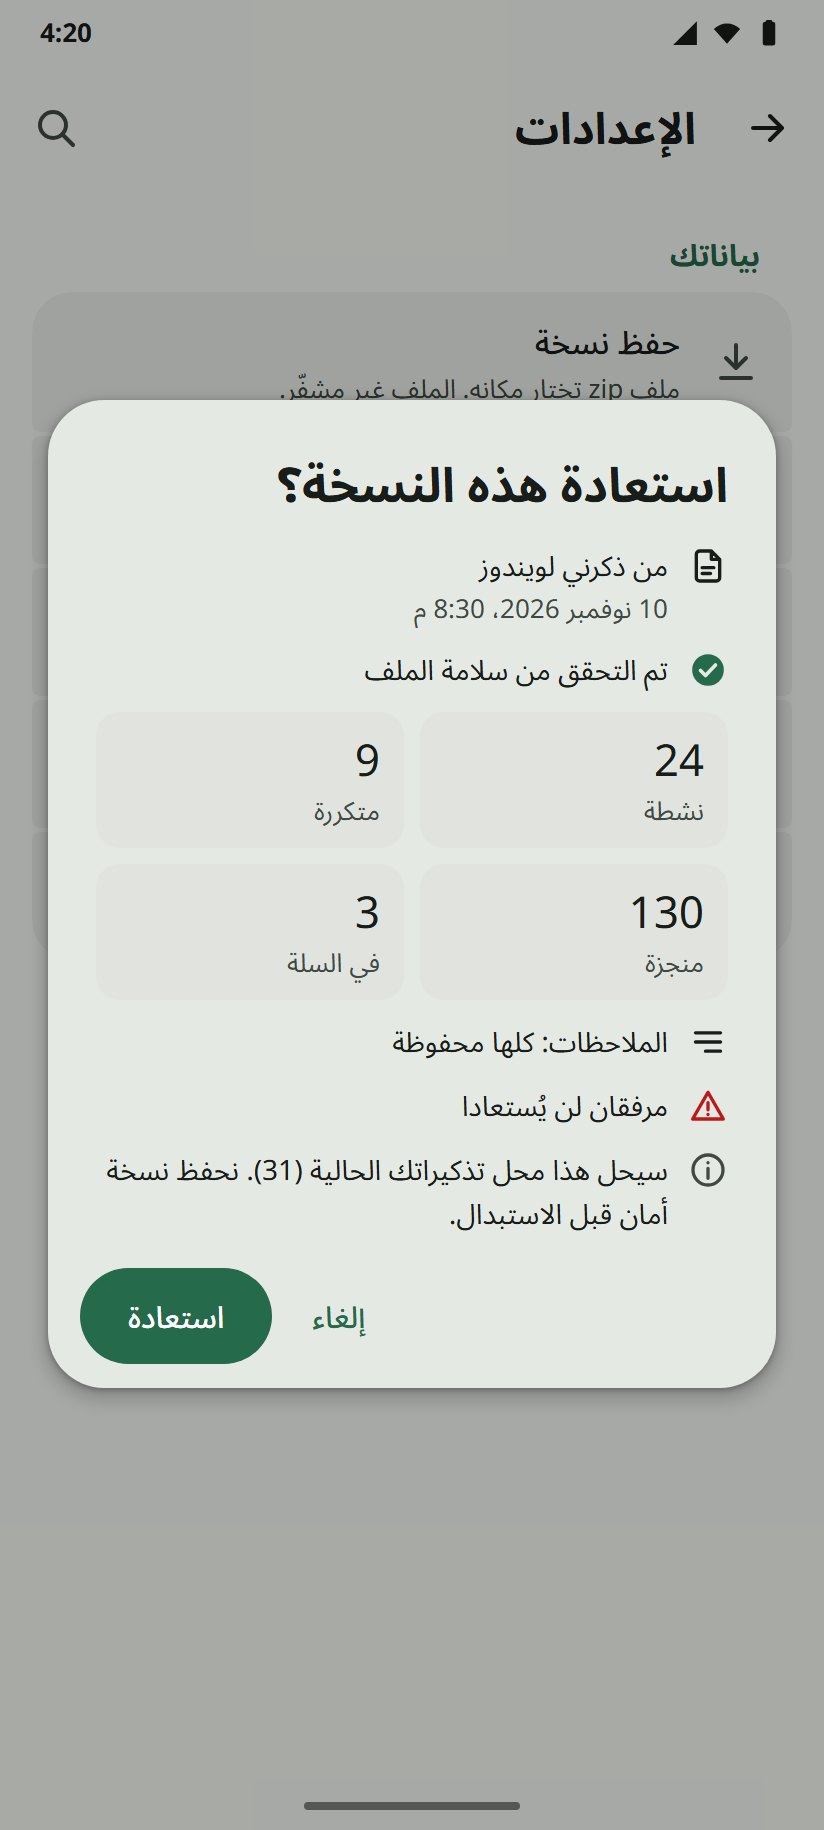 4:20
الإعدادات
بياناتك
حفظ نسخة
ملف zip تختار مكانه. الملف غير مشفّر.
استعادة هذه النسخة؟
من ذكرني لويندوز
10 نوفمبر 2026، 8:30 م
تم التحقق من سلامة الملف
24
نشطة
9
متكررة
130
منجزة
3
في السلة
الملاحظات: كلها محفوظة
مرفقان لن يُستعادا
سيحل هذا محل تذكيراتك الحالية (31). نحفظ نسخة
أمان قبل الاستبدال.
إلغاء
استعادة